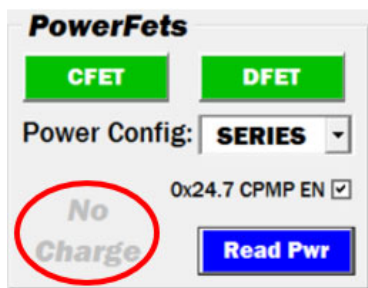 PowerFets
CFET DFET
Power Config: SERIES
0x24.7 CPMP EN
No
Charge
Read Pwr